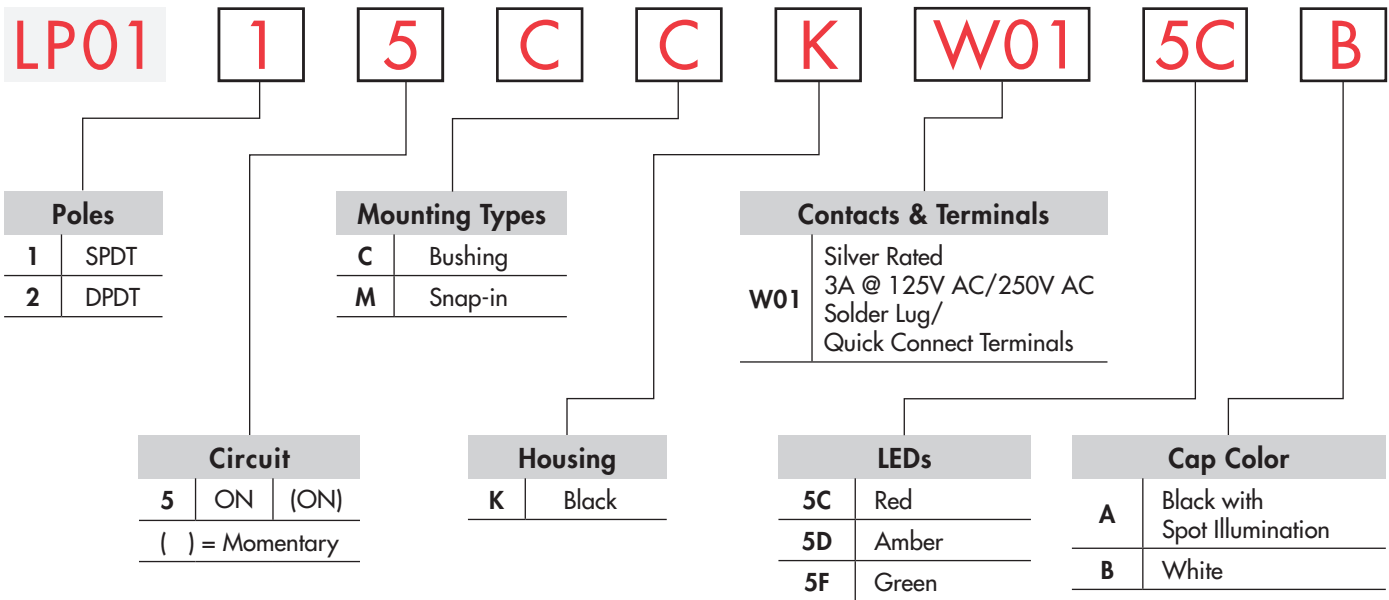 LP01 1 5 C C K W01 5C B
Poles
1 SPDT
2 DPDT
Mounting Types
C Bushing
M Snap-in
Contacts & Terminals
W01
Silver Rated
3A @ 125V AC/250V AC
Solder Lug/
Quick Connect Terminals
Circuit
5 ON (ON)
( ) = Momentary
Housing
K Black
LEDs
5C Red
5D Amber
5F Green
Cap Color
A
Black with
Spot Illumination
B White